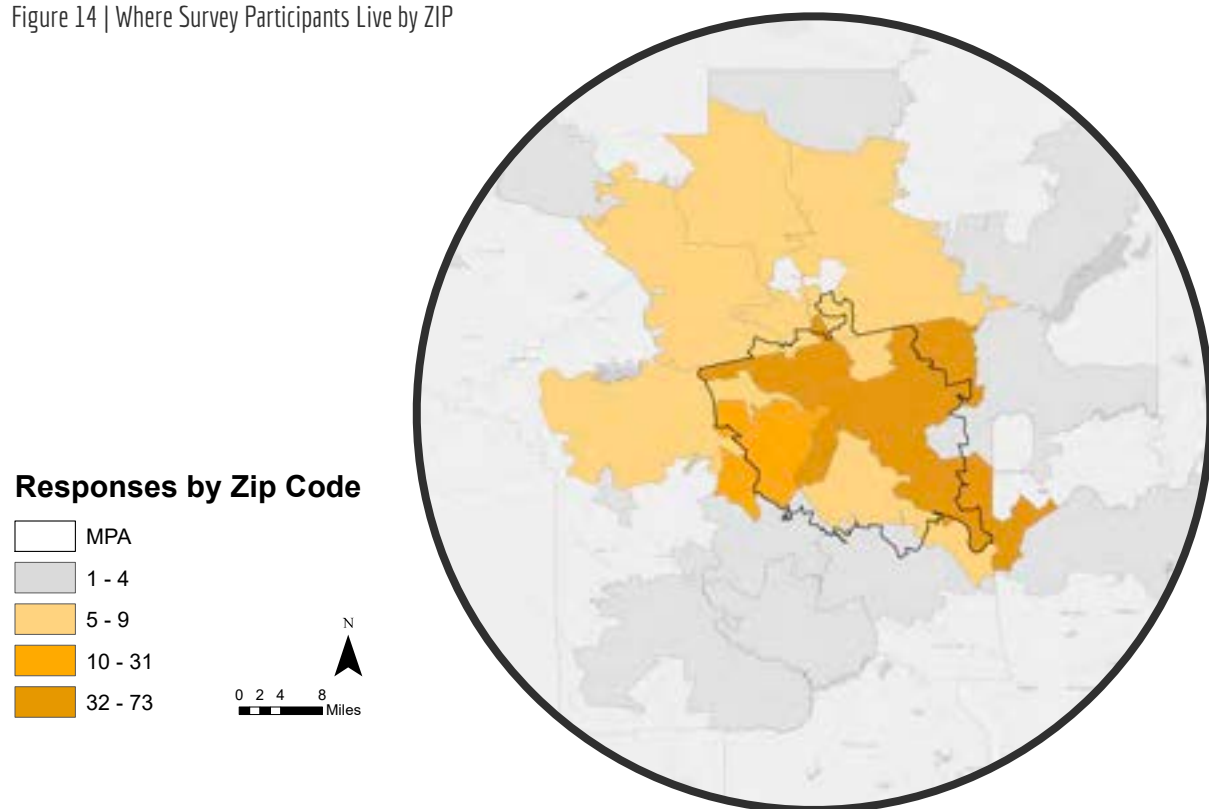 Figure 14 | Where Survey Participants Live by ZIP
Responses by Zip Code
MPA
1 - 4
5 - 9
10 - 31
32 - 73
N
0 2 4 8
Miles